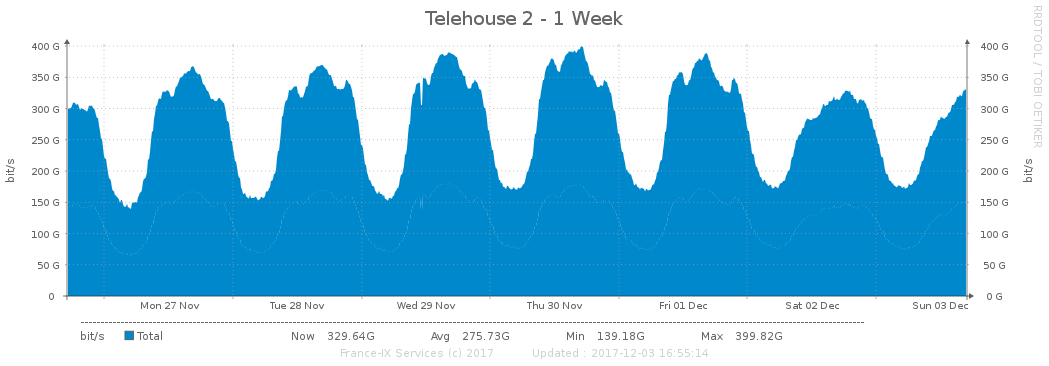 Telehouse 2 - 1 Week
RRDTOOL / TOBI OETIKER
bit/s
400 G
350 G
300 G
250 G
200 G
150 G
100 G
50 G
0
400 G
350 G
300 G
250 G
200 G
150 G
100 G
50 G
0 G
bit/s
Mon 27 Nov Tue 28 Nov Wed 29 Nov Thu 30 Nov Fri 01 Dec Sat 02 Dec Sun 03 Dec
bit/s Total Now 329.64G Avg 275.73G Min 139.18G Max 399.82G
France-IX Services (c) 2017 Updated : 2017-12-03 16:55:14